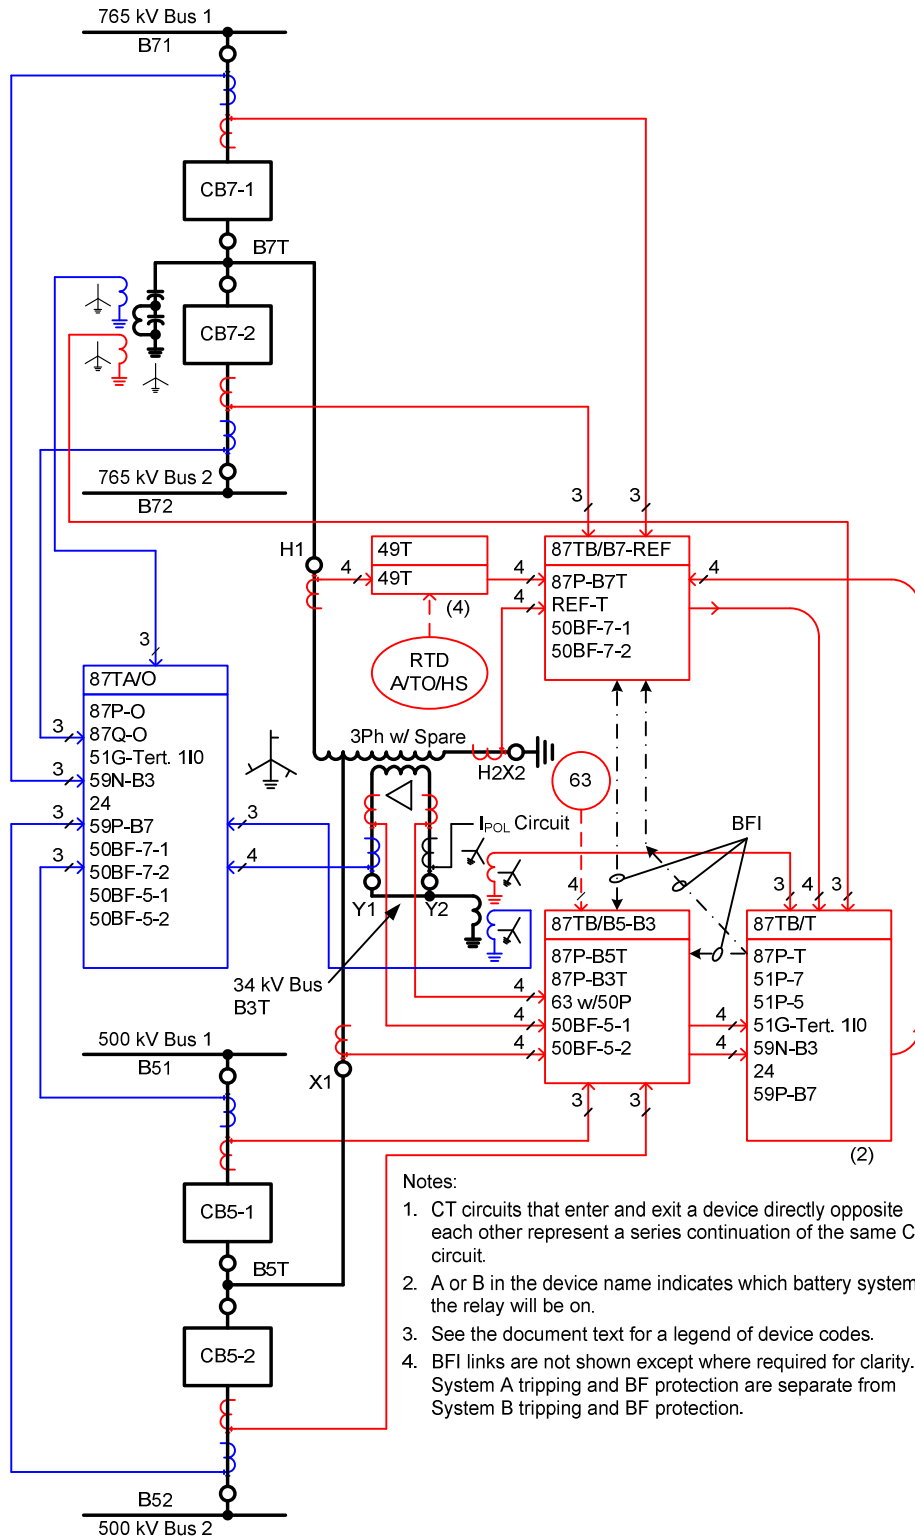 765 kV Bus 1
B71
CB7-1
B7T
CB7-2
765 kV Bus 2
B72
3
3
H1
4
49T
49T
4
(4)
RTD
A/TO/HS
87TB/B7-REF
87P-B7T
REF-T
50BF-7-1
50BF-7-2
4
4
3
87TA/O
87P-O
87Q-O
51G-Tert. 1I0
59N-B3
24
59P-B7
50BF-7-1
50BF-7-2
50BF-5-1
50BF-5-2
3
3
3
3
3
4
3Ph w/ Spare
H2X2
63
IPOL Circuit
BFI
Y1
Y2
34 kV Bus
B3T
4
3
4
3
87TB/B5-B3
87P-B5T
87P-B3T
63 w/50P
50BF-5-1
50BF-5-2
4
4
4
4
4
87TB/T
87P-T
51P-7
51P-5
51G-Tert. 1I0
59N-B3
24
59P-B7
(2)
500 kV Bus 1
B51
X1
3
3
CB5-1
B5T
CB5-2
B52
500 kV Bus 2
Notes:
1. CT circuits that enter and exit a device directly opposite
each other represent a series continuation of the same C
circuit.
2. A or B in the device name indicates which battery system
the relay will be on.
3. See the document text for a legend of device codes.
4. BFI links are not shown except where required for clarity.
System A tripping and BF protection are separate from
System B tripping and BF protection.